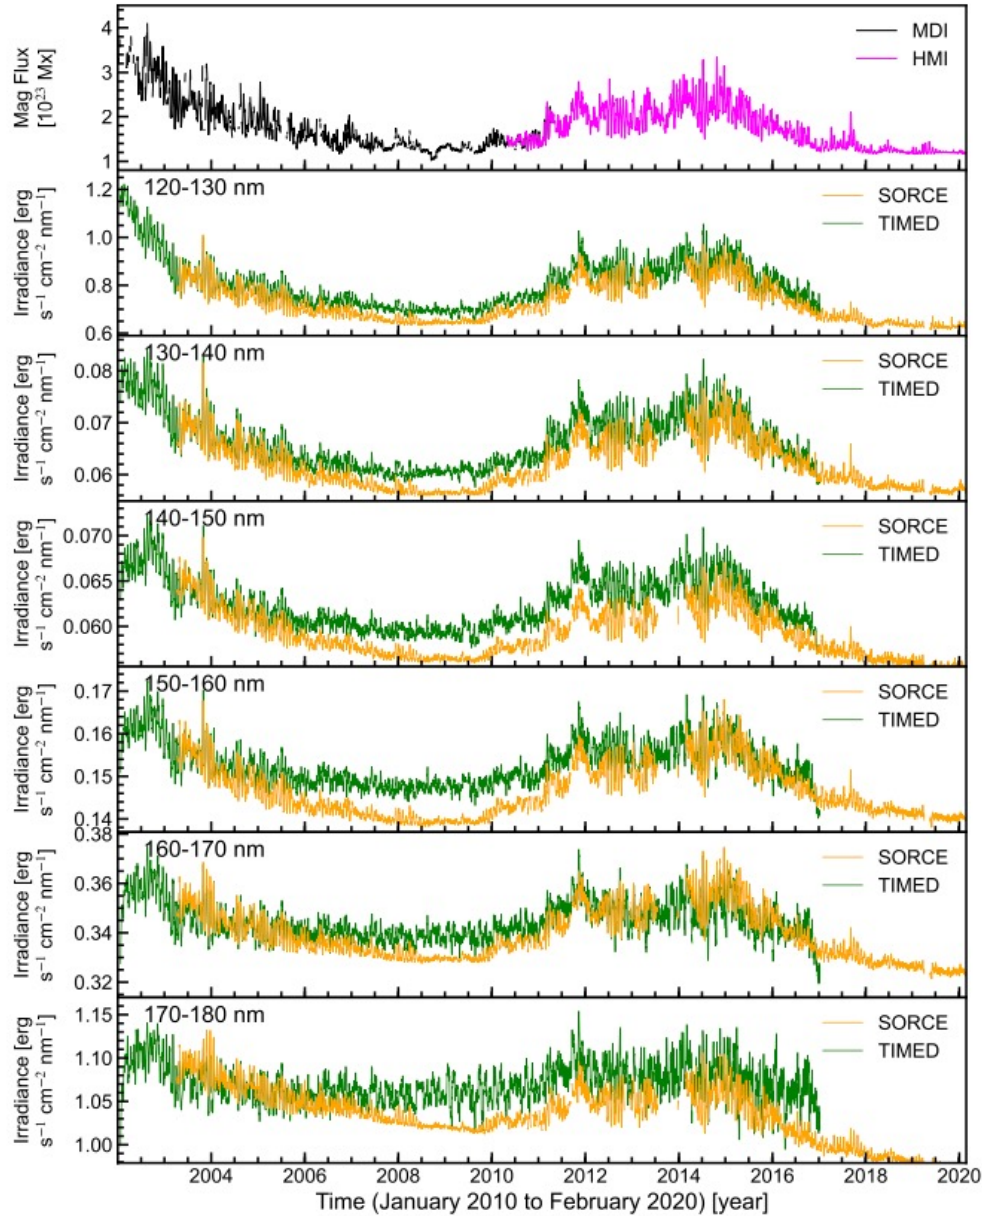 Mag Flux
[10²³ Mx]
4
3
2
1
MDI
HMI
120-130 nm
Irradiance [erg
s⁻¹ cm⁻² nm⁻¹]
1.2
1.0
0.8
0.6
SORCE
TIMED
130-140 nm
Irradiance [erg
s⁻¹ cm⁻² nm⁻¹]
0.08
0.07
0.06
SORCE
TIMED
140-150 nm
Irradiance [erg
s⁻¹ cm⁻² nm⁻¹]
0.070
0.065
0.060
SORCE
TIMED
150-160 nm
Irradiance [erg
s⁻¹ cm⁻² nm⁻¹]
0.17
0.16
0.15
0.14
SORCE
TIMED
160-170 nm
Irradiance [erg
s⁻¹ cm⁻² nm⁻¹]
0.38
0.36
0.34
0.32
SORCE
TIMED
170-180 nm
Irradiance [erg
s⁻¹ cm⁻² nm⁻¹]
1.15
1.10
1.05
1.00
SORCE
TIMED
2004 2006 2008 2010 2012 2014 2016 2018 2020
Time (January 2010 to February 2020) [year]